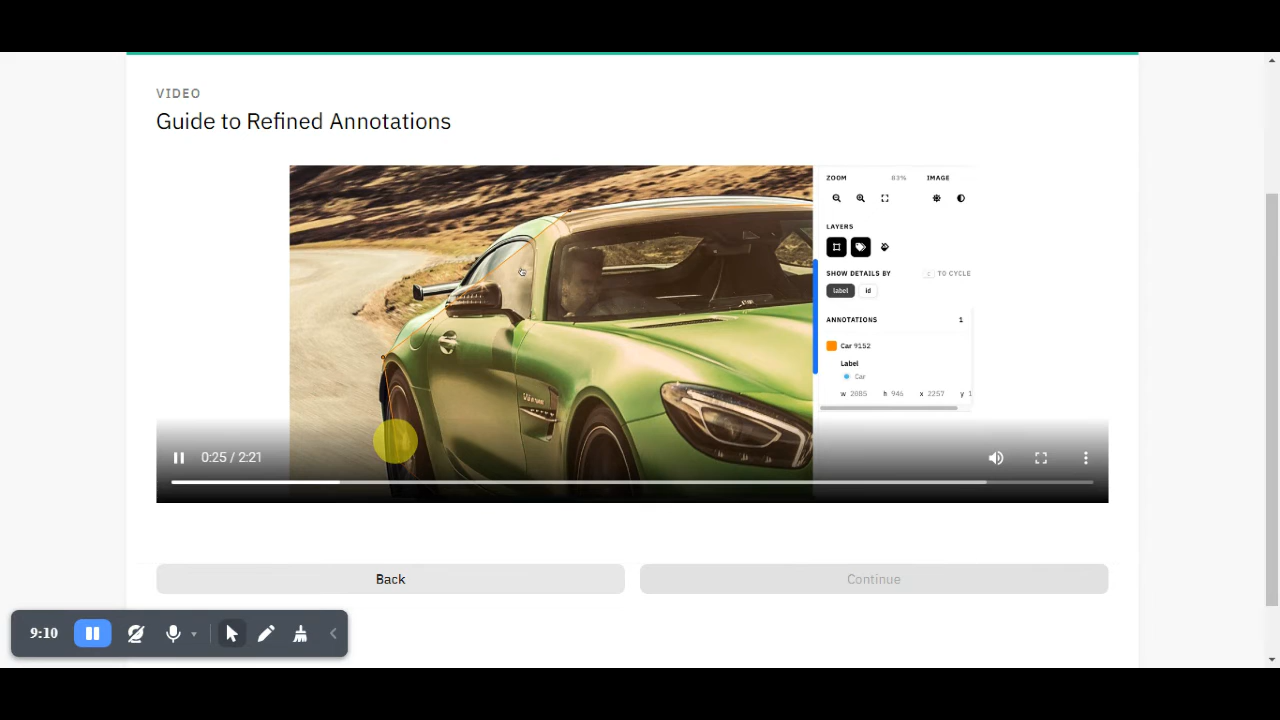 VIDEO
Guide to Refined Annotations
ZOOM 83% IMAGE
LAYERS
SHOW DETAILS BY C TO CYCLE
label id
ANNOTATIONS 1
Car 9152
Label
Car
w 2085 h 946 x 2257 y 1
0:25 / 2:21
Back Continue
9:10